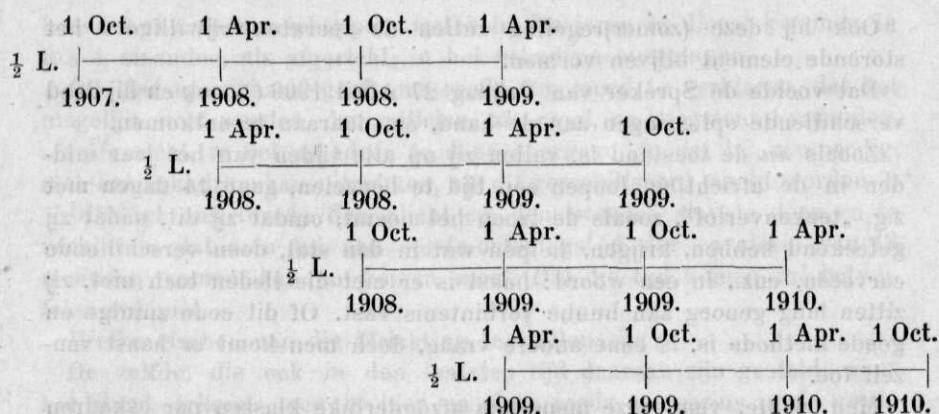 1 Oct. 1 Apr. 1 Oct. 1 Apr.
½ L.
1907. 1908. 1908. 1909.
1 Apr. 1 Oct. 1 Apr. 1 Oct.
½ L.
1908. 1908. 1909. 1909.
1 Oct. 1 Apr. 1 Oct. 1 Apr.
½ L.
1908. 1909. 1909. 1910.
1 Apr. 1 Oct. 1 Apr. 1 Oct.
½ L.
1909. 1909. 1910. 1910.